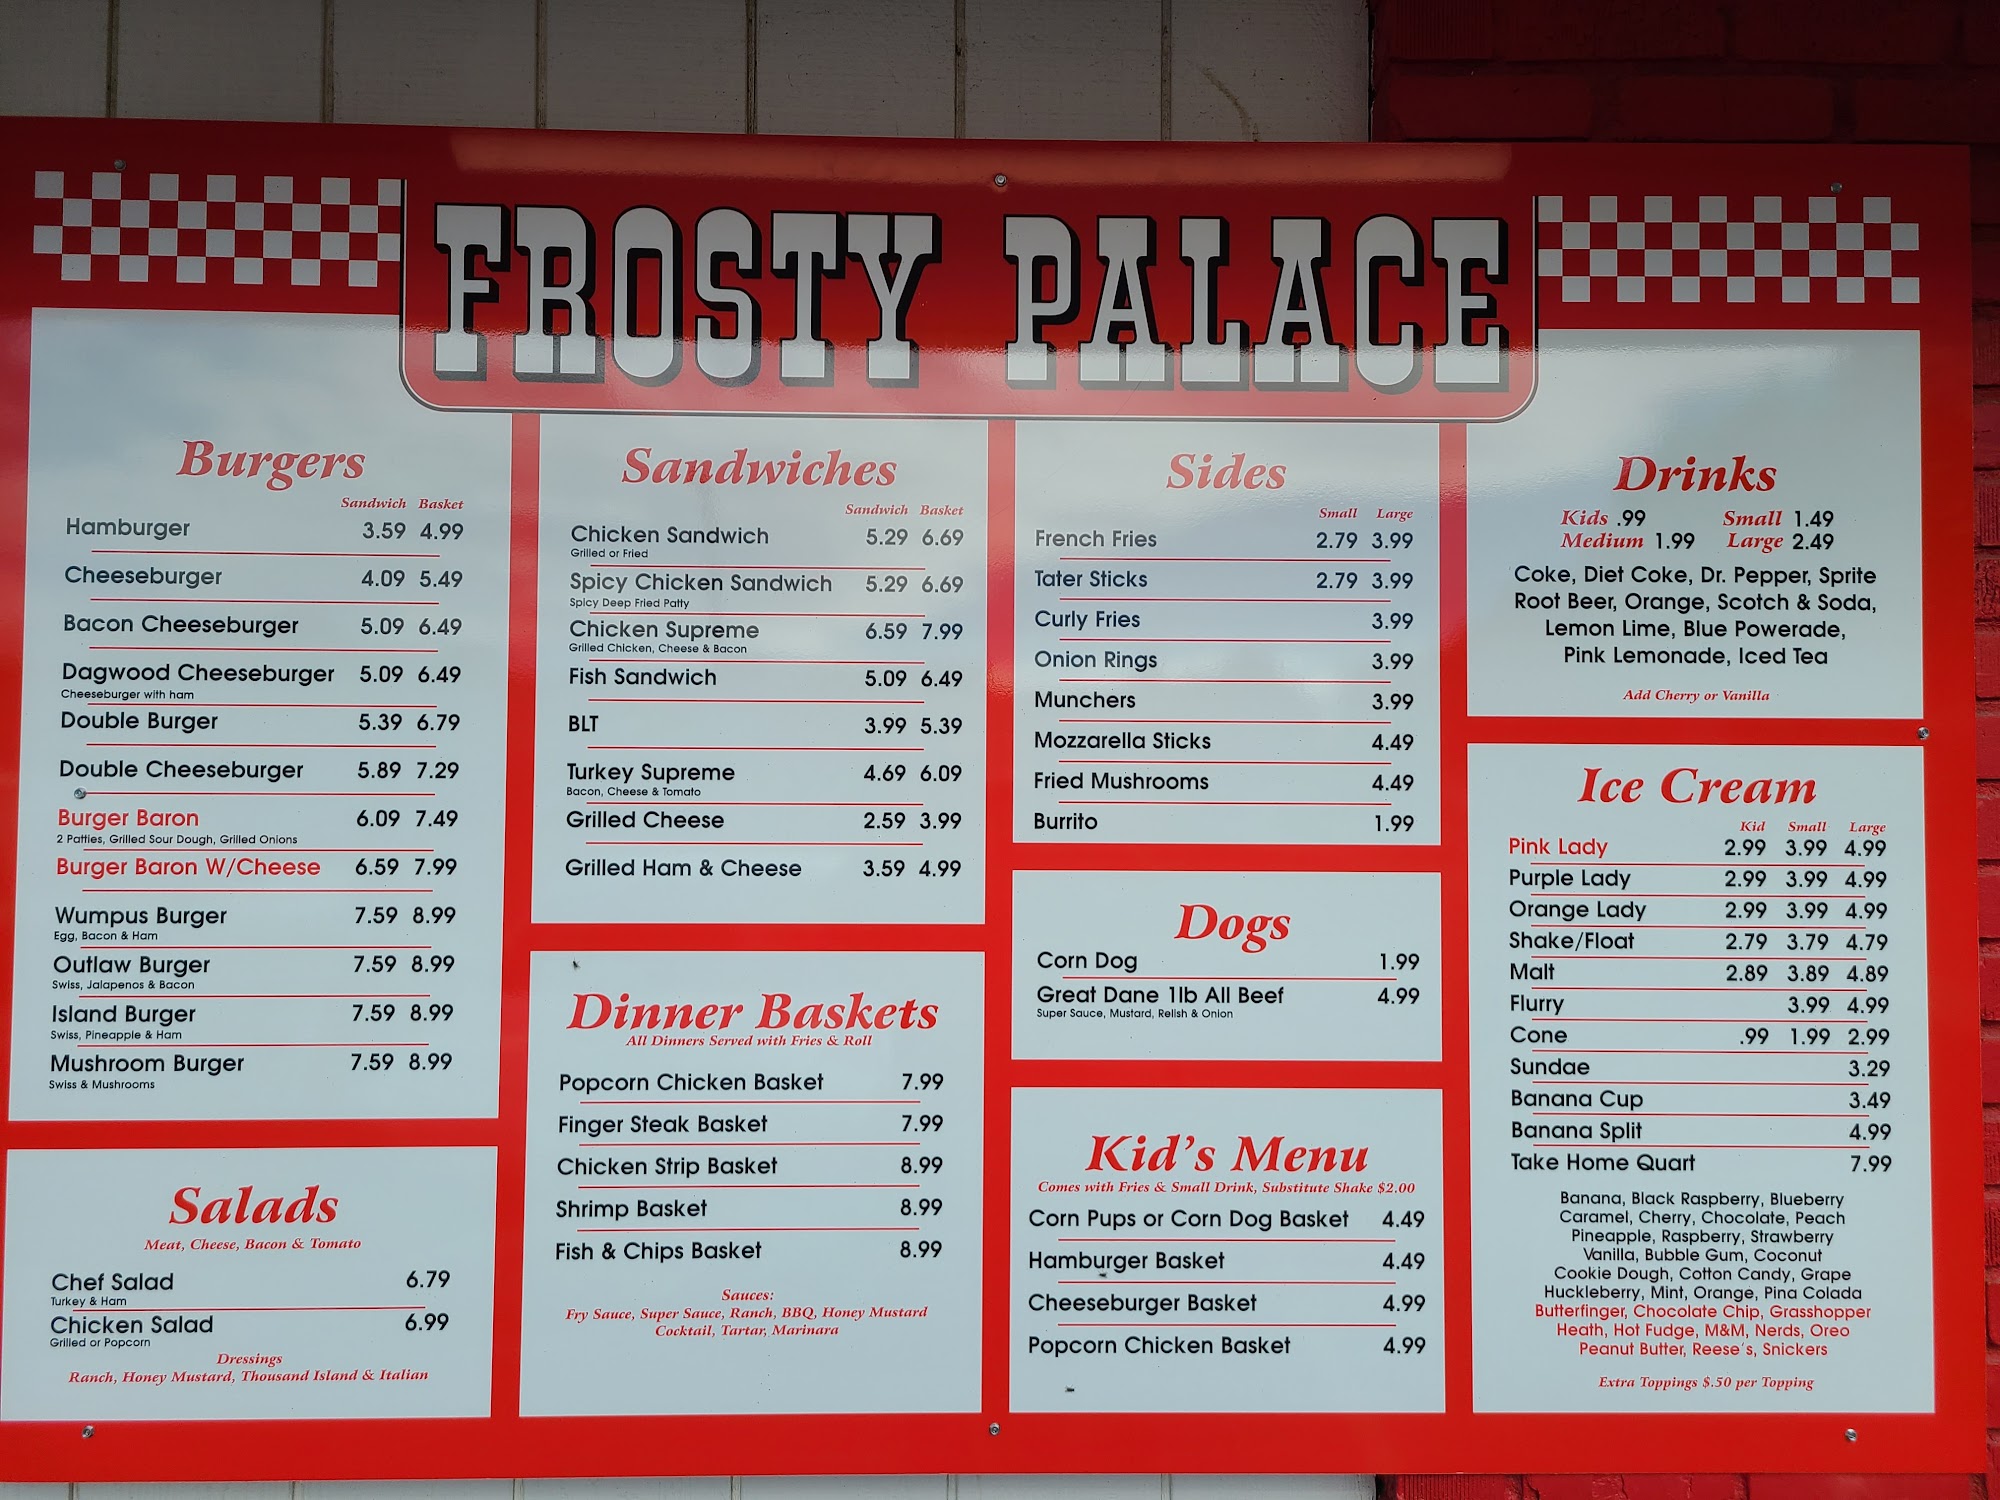 FROSTY PALACE
Burgers
Sandwich Basket
Hamburger 3.59 4.99
Cheeseburger 4.09 5.49
Bacon Cheeseburger 5.09 6.49
Dagwood Cheeseburger 5.09 6.49
Cheeseburger with ham
Double Burger 5.39 6.79
Double Cheeseburger 5.89 7.29
Burger Baron 6.09 7.49
2 Patties, Grilled Sour Dough, Grilled Onions
Burger Baron W/Cheese 6.59 7.99
Wumpus Burger 7.59 8.99
Egg, Bacon & Ham
Outlaw Burger 7.59 8.99
Swiss, Jalapenos & Bacon
Island Burger 7.59 8.99
Swiss, Pineapple & Ham
Mushroom Burger 7.59 8.99
Swiss & Mushrooms
Salads
Meat, Cheese, Bacon & Tomato
Chef Salad 6.79
Turkey & Ham
Chicken Salad 6.99
Grilled or Popcorn
Dressings
Ranch, Honey Mustard, Thousand Island & Italian
Sandwiches
Sandwich Basket
Chicken Sandwich 5.29 6.69
Grilled or Fried
Spicy Chicken Sandwich 5.29 6.69
Spicy Deep Fried Patty
Chicken Supreme 6.59 7.99
Grilled Chicken, Cheese & Bacon
Fish Sandwich 5.09 6.49
BLT 3.99 5.39
Turkey Supreme 4.69 6.09
Bacon, Cheese & Tomato
Grilled Cheese 2.59 3.99
Grilled Ham & Cheese 3.59 4.99
Dinner Baskets
All Dinners Served with Fries & Roll
Popcorn Chicken Basket 7.99
Finger Steak Basket 7.99
Chicken Strip Basket 8.99
Shrimp Basket 8.99
Fish & Chips Basket 8.99
Sauces:
Fry Sauce, Super Sauce, Ranch, BBQ, Honey Mustard
Cocktail, Tartar, Marinara
Sides
Small Large
French Fries 2.79 3.99
Tater Sticks 2.79 3.99
Curly Fries 3.99
Onion Rings 3.99
Munchers 3.99
Mozzarella Sticks 4.49
Fried Mushrooms 4.49
Burrito 1.99
Dogs
Corn Dog 1.99
Great Dane 1lb All Beef 4.99
Super Sauce, Mustard, Relish & Onion
Kid's Menu
Comes with Fries & Small Drink, Substitute Shake $2.00
Corn Pups or Corn Dog Basket 4.49
Hamburger Basket 4.49
Cheeseburger Basket 4.99
Popcorn Chicken Basket 4.99
Drinks
Kids .99 Small 1.49
Medium 1.99 Large 2.49
Coke, Diet Coke, Dr. Pepper, Sprite
Root Beer, Orange, Scotch & Soda,
Lemon Lime, Blue Powerade,
Pink Lemonade, Iced Tea
Add Cherry or Vanilla
Ice Cream
Kid Small Large
Pink Lady 2.99 3.99 4.99
Purple Lady 2.99 3.99 4.99
Orange Lady 2.99 3.99 4.99
Shake/Float 2.79 3.79 4.79
Malt 2.89 3.89 4.89
Flurry 3.99 4.99
Cone .99 1.99 2.99
Sundae 3.29
Banana Cup 3.49
Banana Split 4.99
Take Home Quart 7.99
Banana, Black Raspberry, Blueberry
Caramel, Cherry, Chocolate, Peach
Pineapple, Raspberry, Strawberry
Vanilla, Bubble Gum, Coconut
Cookie Dough, Cotton Candy, Grape
Huckleberry, Mint, Orange, Pina Colada
Butterfinger, Chocolate Chip, Grasshopper
Heath, Hot Fudge, M&M, Nerds, Oreo
Peanut Butter, Reese's, Snickers
Extra Toppings $.50 per Topping